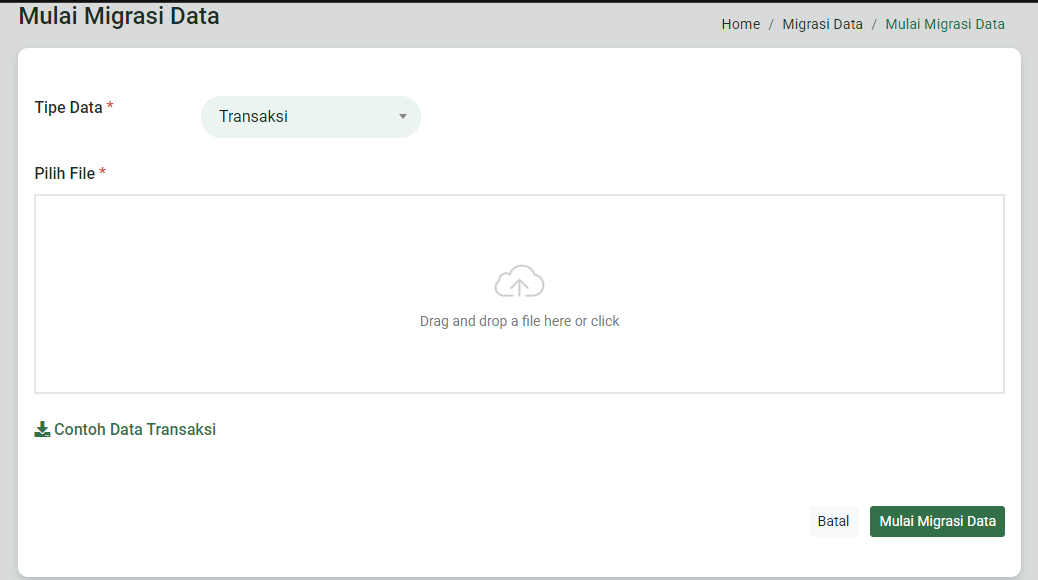 Mulai Migrasi Data
Home / Migrasi Data / Mulai Migrasi Data
Tipe Data *
Transaksi
Pilih File *
Drag and drop a file here or click
Contoh Data Transaksi
Batal
Mulai Migrasi Data